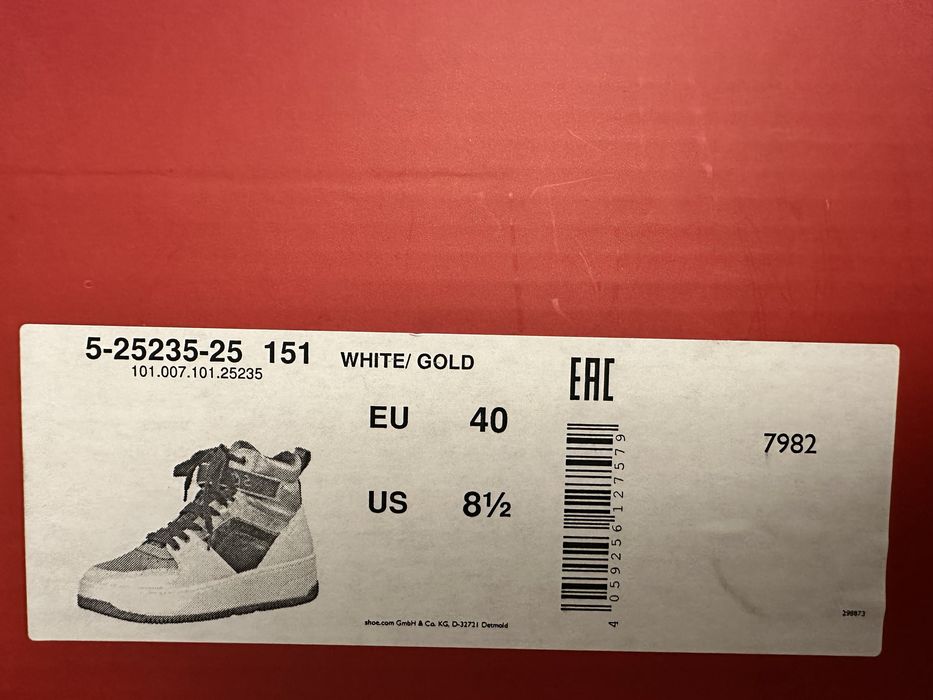 5-25235-25 151
101.007.101.25235
WHITE/ GOLD
EU 40
US 8½
shoe.com GmbH & Co. KG, D-32721 Detmold
EAC
4 059256 127579
7982
298873